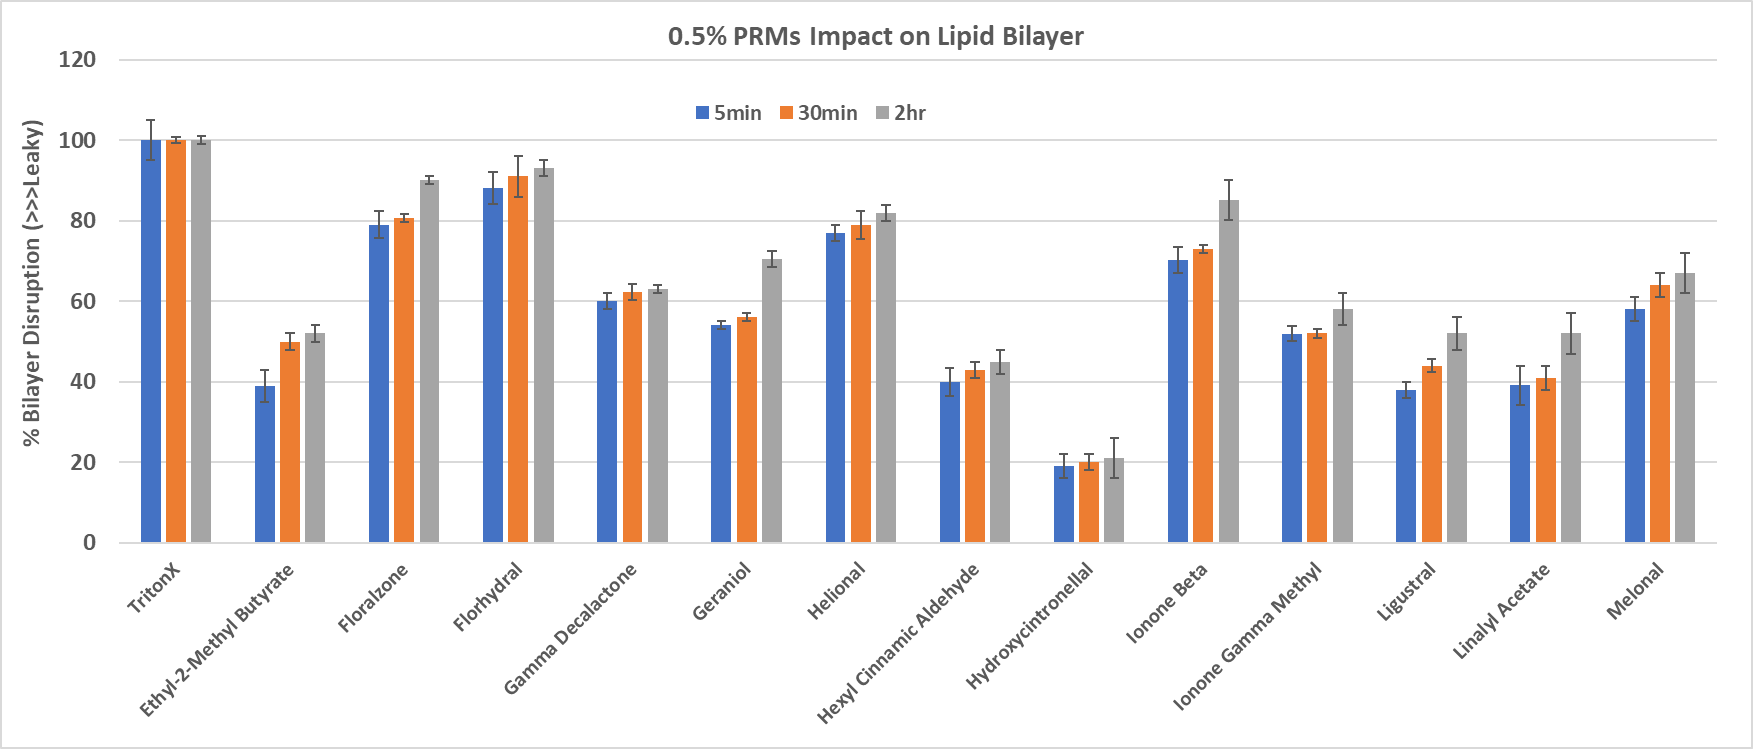 0.5% PRMs Impact on Lipid Bilayer
% Bilayer Disruption (>>>Leaky)
120
100
80
60
40
20
0
5min 30min 2hr
TritonX
Ethyl-2-Methyl Butyrate
Floralzone
Florhydral
Gamma Decalactone
Geraniol
Helional
Hexyl Cinnamic Aldehyde
Hydroxycintronellal
Ionone Beta
Ionone Gamma Methyl
Ligustral
Linalyl Acetate
Melonal